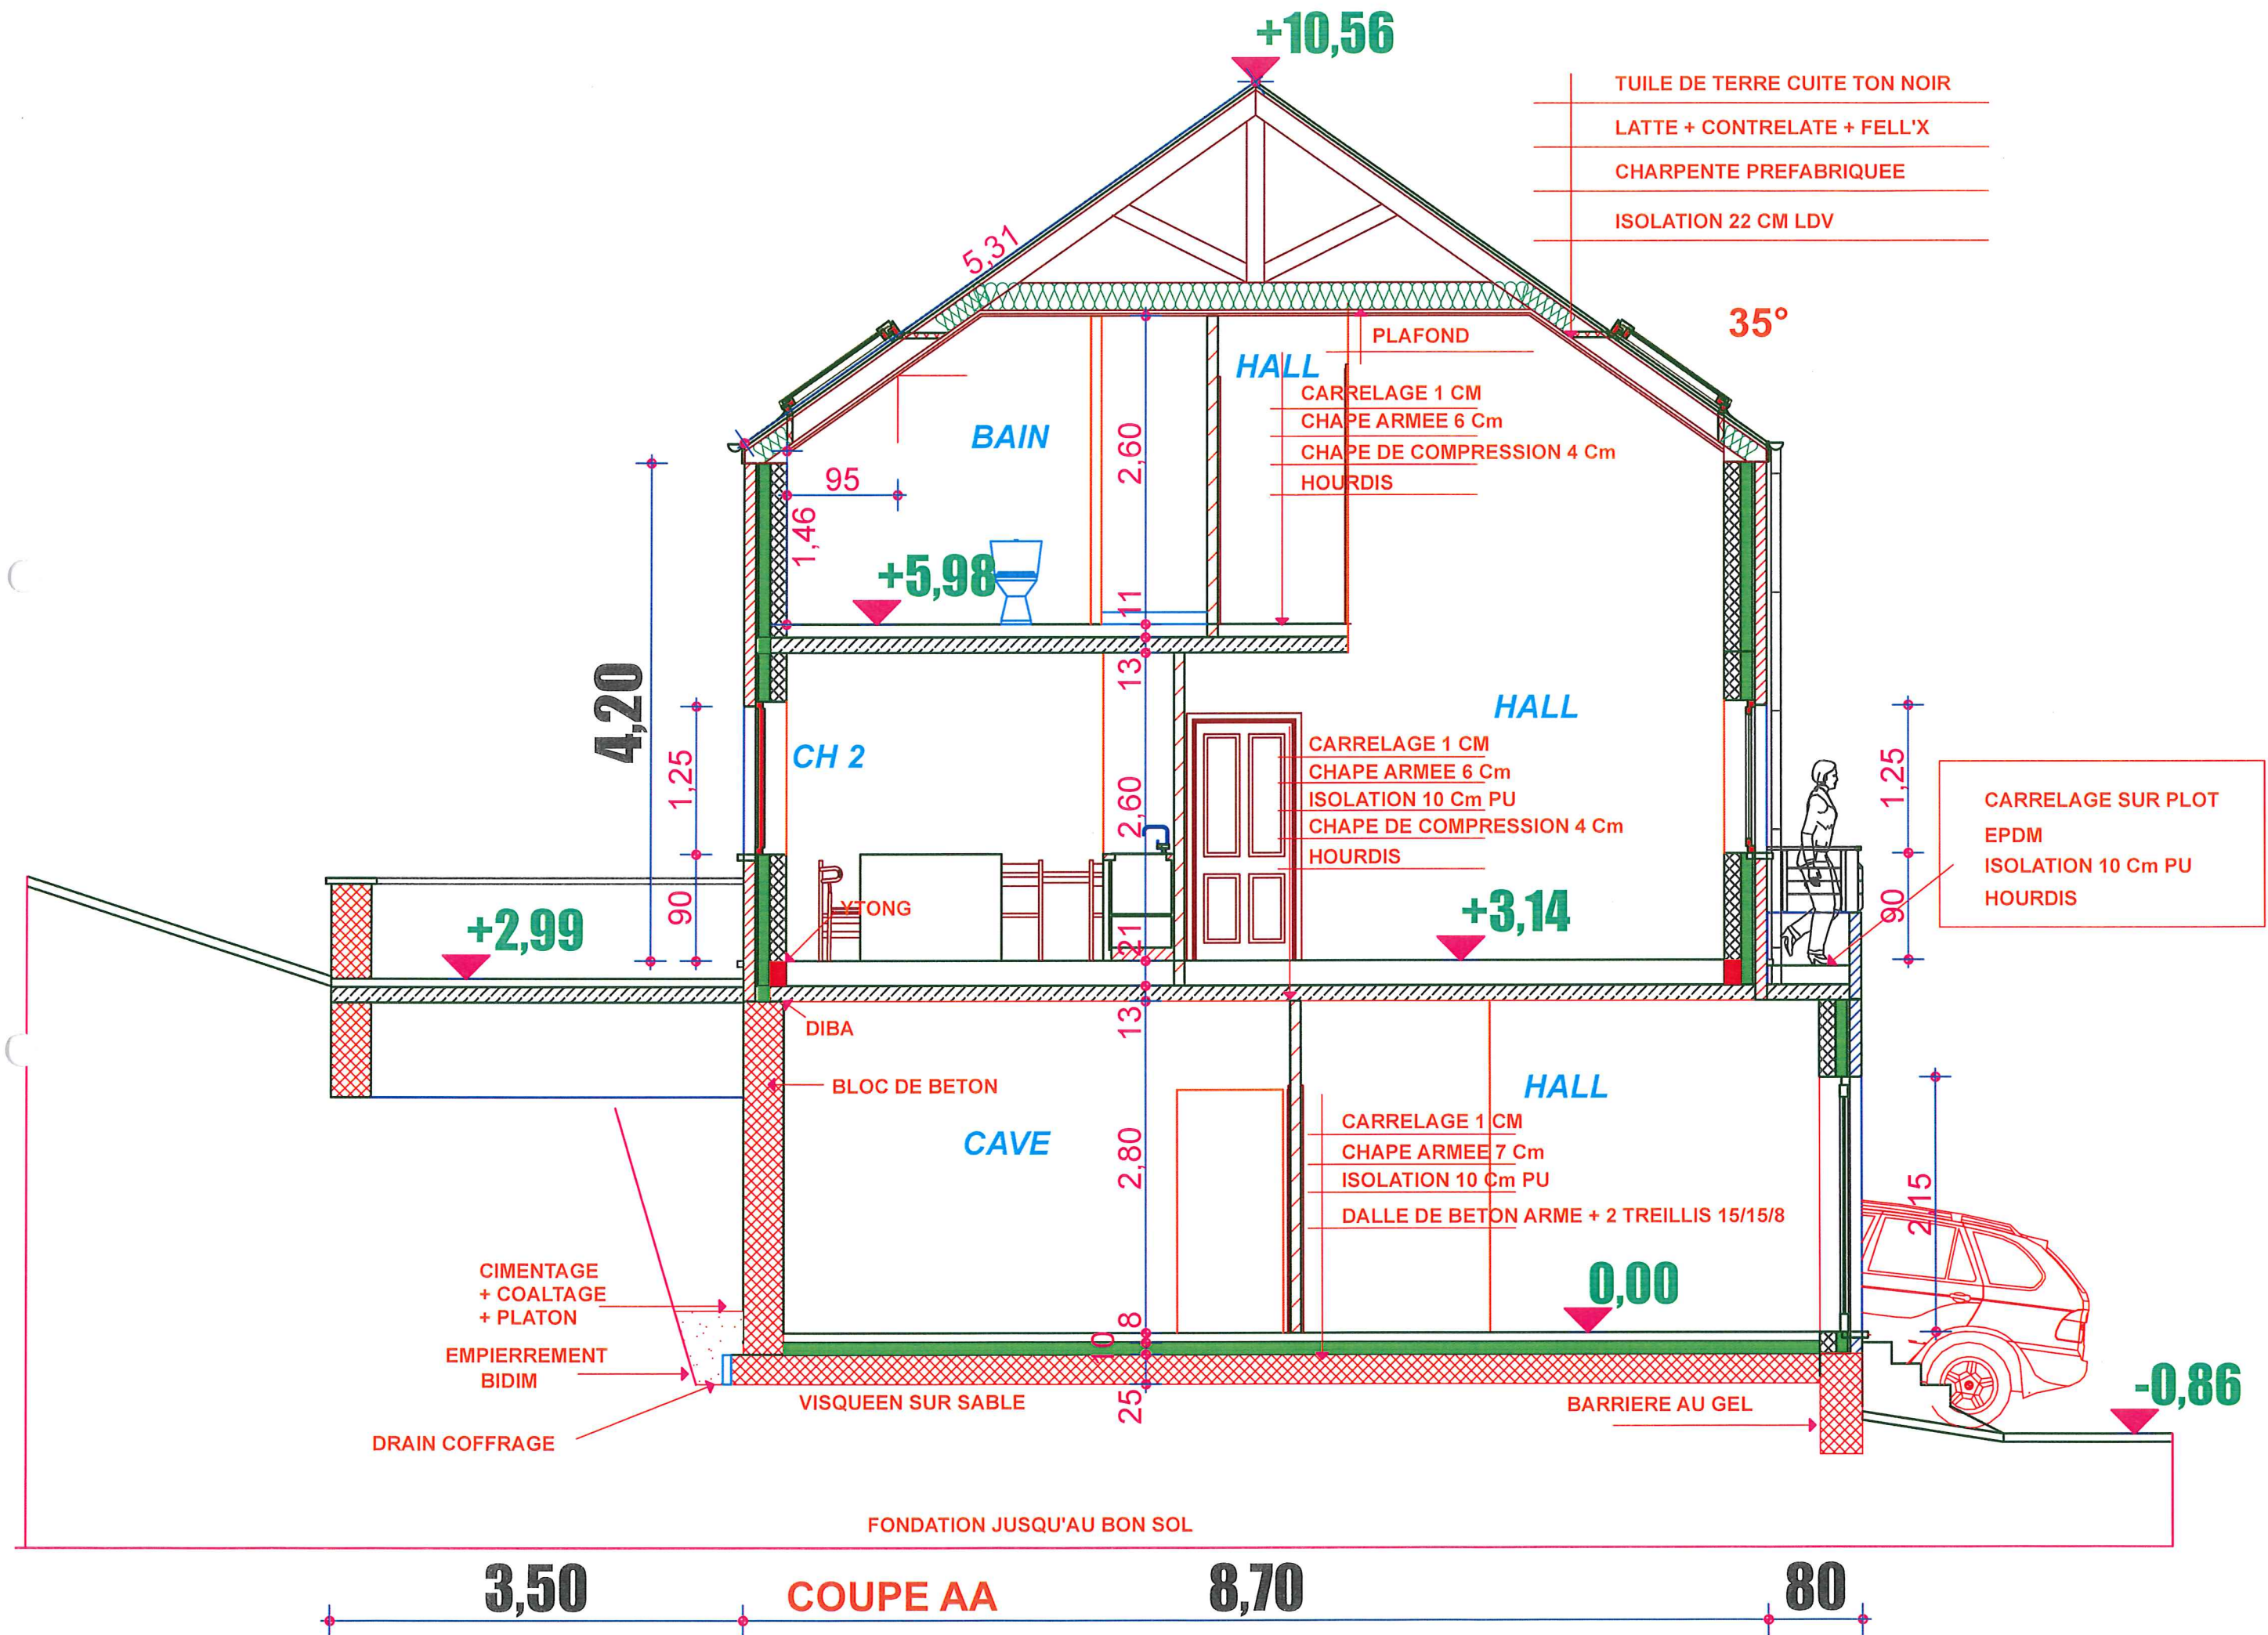 +10,56
TUILE DE TERRE CUITE TON NOIR
LATTE + CONTRELATE + FELL'X
CHARPENTE PREFABRIQUEE
ISOLATION 22 CM LDV
5,31
35°
PLAFOND
HALL
CARRELAGE 1 CM
CHAPE ARMEE 6 Cm
CHAPE DE COMPRESSION 4 Cm
HOURDIS
BAIN
2,60
95
1,46
+5,98
11
13
4,20
1,25
90
CH 2
HALL
2,60
CARRELAGE 1 CM
CHAPE ARMEE 6 Cm
ISOLATION 10 Cm PU
CHAPE DE COMPRESSION 4 Cm
HOURDIS
1,25
90
CARRELAGE SUR PLOT
EPDM
ISOLATION 10 Cm PU
HOURDIS
YTONG
+2,99
+3,14
21
13
DIBA
BLOC DE BETON
CAVE
HALL
2,80
CARRELAGE 1 CM
CHAPE ARMEE 7 Cm
ISOLATION 10 Cm PU
DALLE DE BETON ARME + 2 TREILLIS 15/15/8
2,15
0,00
CIMENTAGE
+ COALTAGE
+ PLATON
8
10
25
EMPIERREMENT
BIDIM
VISQUEEN SUR SABLE
BARRIERE AU GEL
-0,86
DRAIN COFFRAGE
FONDATION JUSQU'AU BON SOL
3,50
COUPE AA
8,70
80